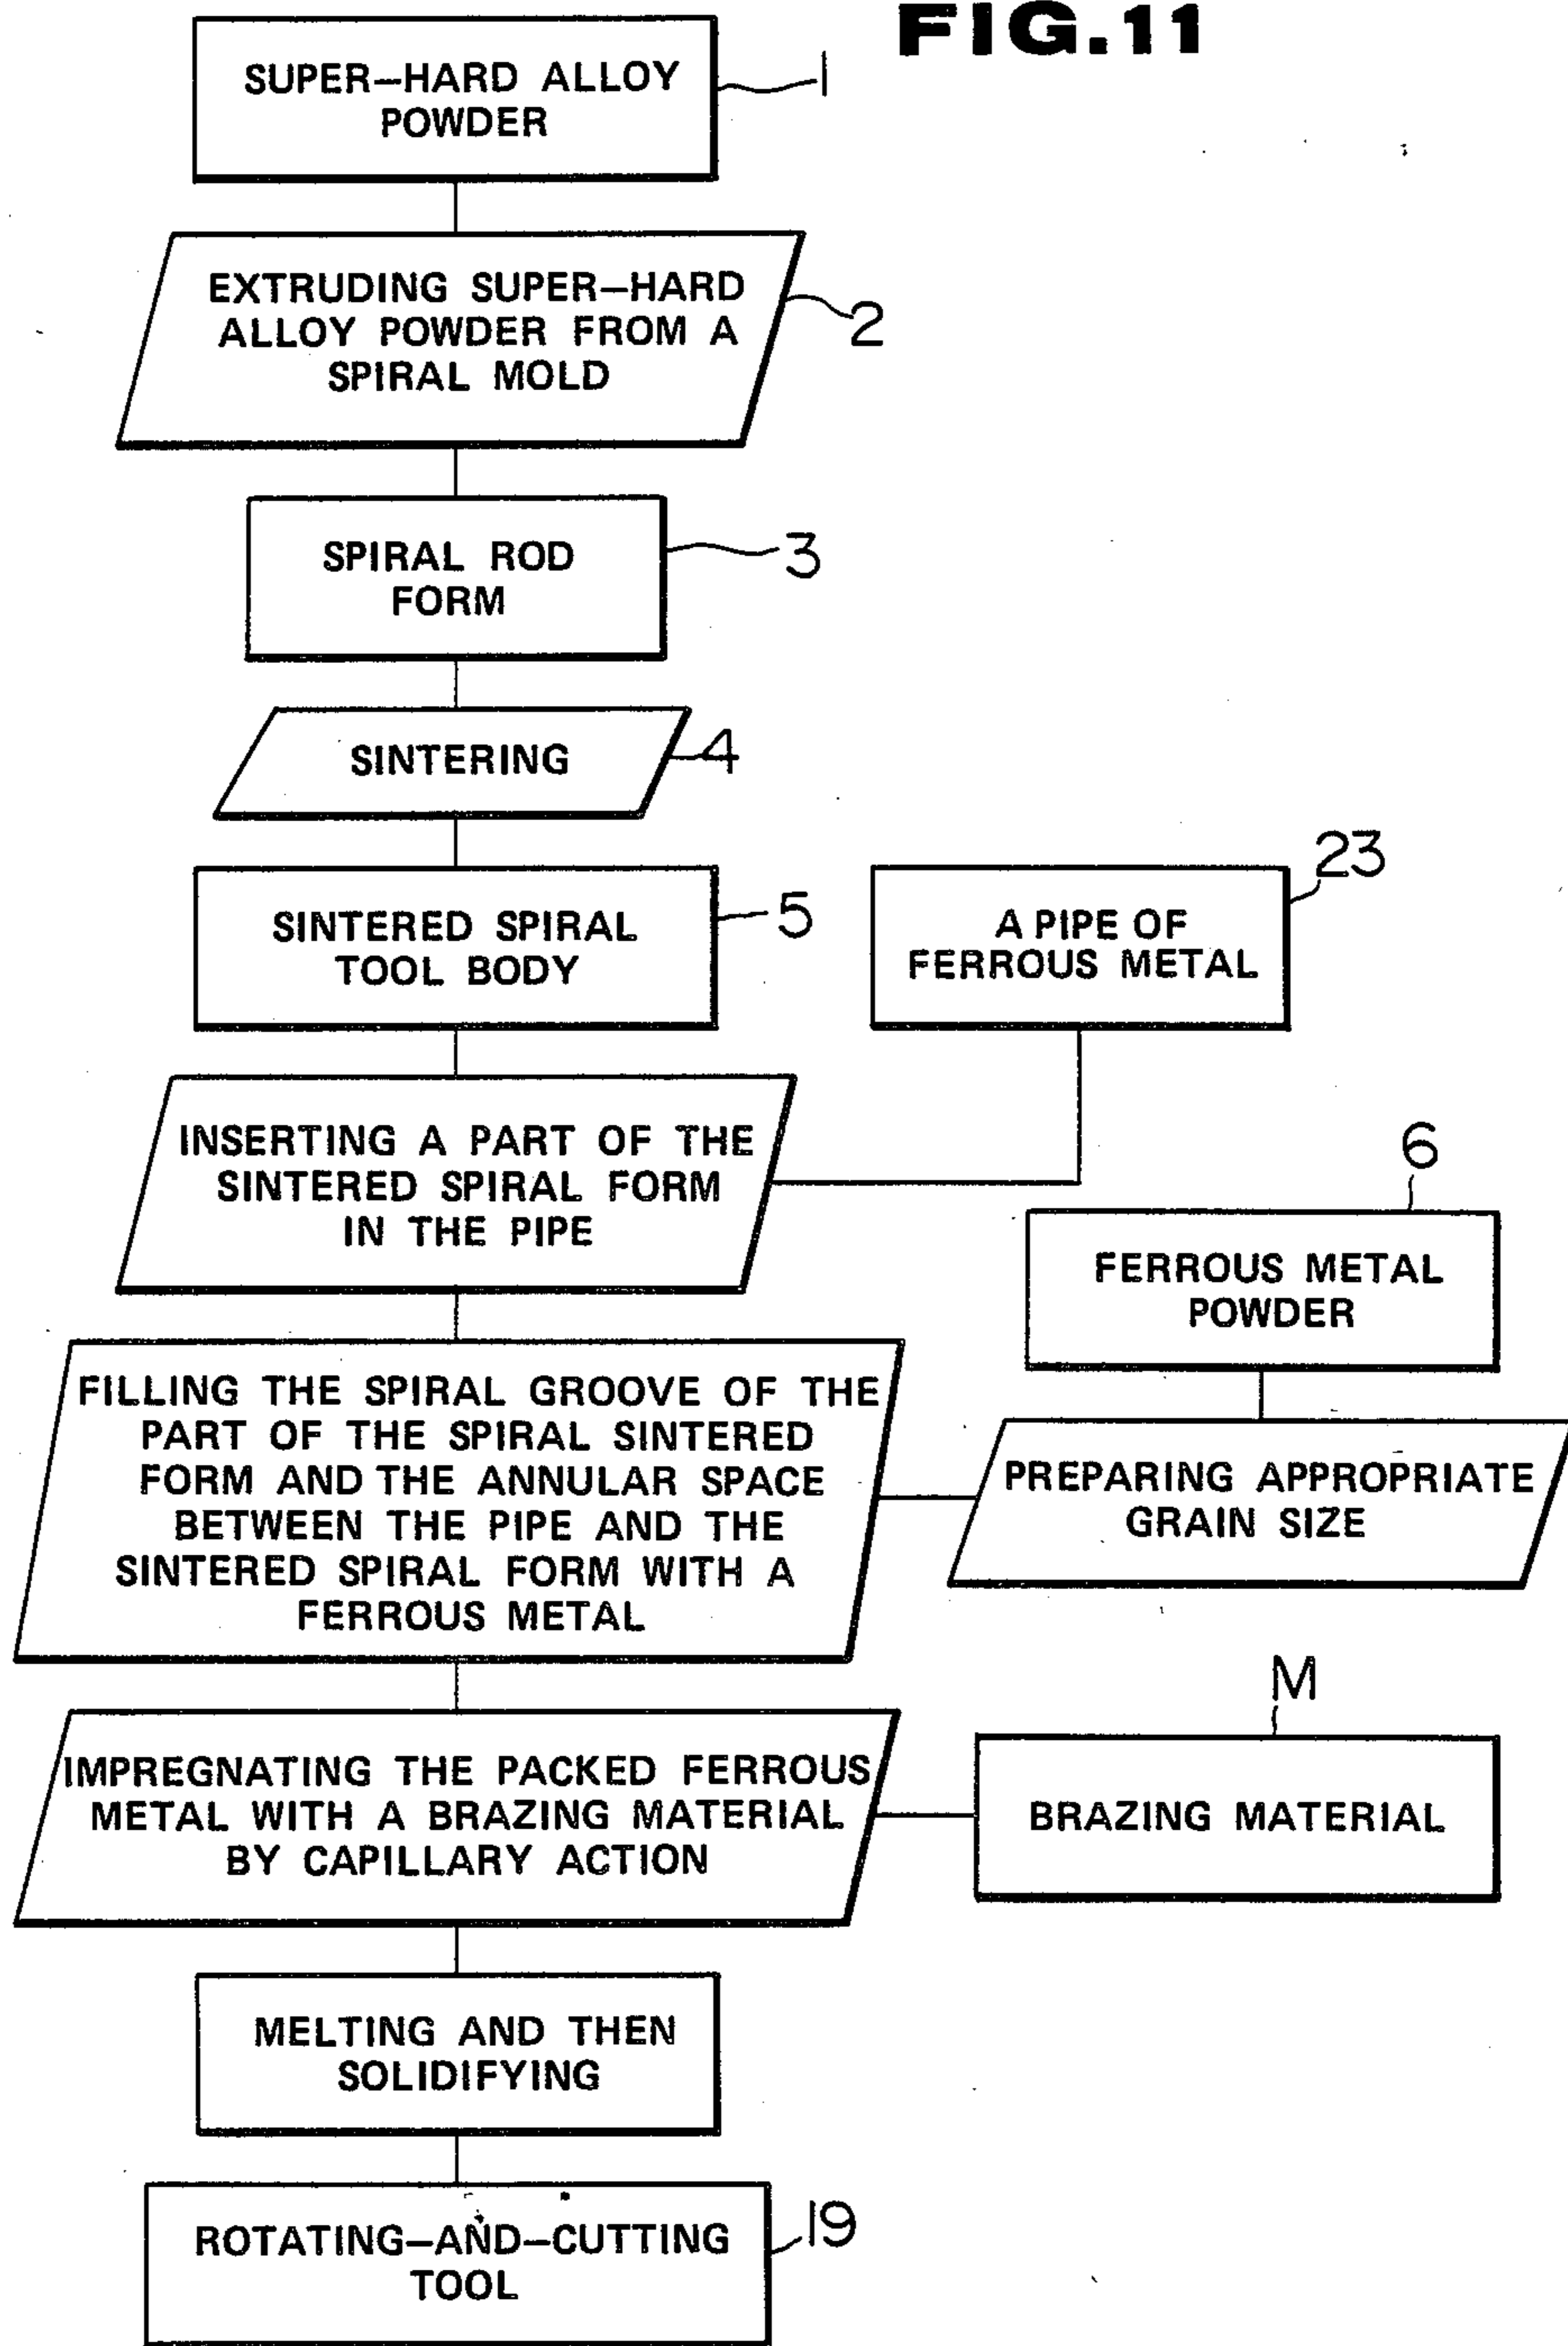 FIG.11
SUPER-HARD ALLOY
POWDER
1
EXTRUDING SUPER-HARD
ALLOY POWDER FROM A
SPIRAL MOLD
2
SPIRAL ROD
FORM
3
SINTERING
4
SINTERED SPIRAL
TOOL BODY
5
A PIPE OF
FERROUS METAL
23
INSERTING A PART OF THE
SINTERED SPIRAL FORM
IN THE PIPE
6
FERROUS METAL
POWDER
FILLING THE SPIRAL GROOVE OF THE
PART OF THE SPIRAL SINTERED
FORM AND THE ANNULAR SPACE
BETWEEN THE PIPE AND THE
SINTERED SPIRAL FORM WITH A
FERROUS METAL
PREPARING APPROPRIATE
GRAIN SIZE
IMPREGNATING THE PACKED FERROUS
METAL WITH A BRAZING MATERIAL
BY CAPILLARY ACTION
M
BRAZING MATERIAL
MELTING AND THEN
SOLIDIFYING
ROTATING-AND-CUTTING
TOOL
19